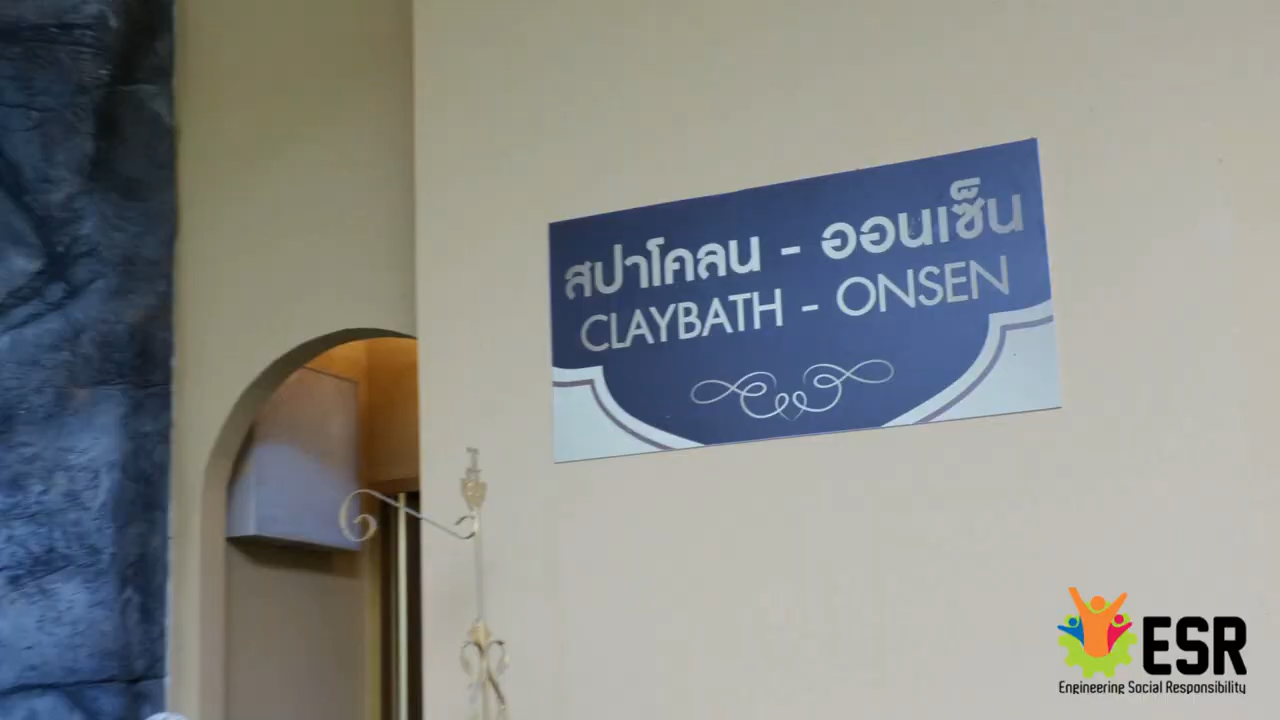 สปาโคลน - ออนเซ็น
CLAYBATH - ONSEN
ESR
Engineering Social Responsibility